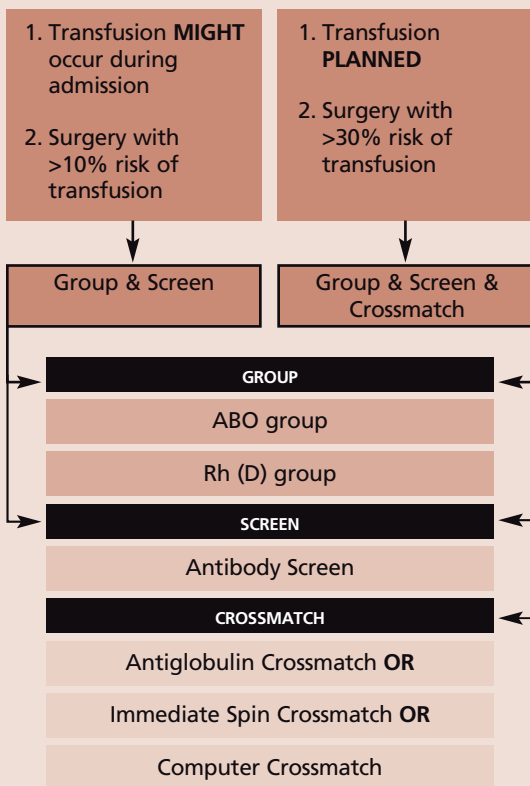 1. Transfusion MIGHT
occur during
admission
2. Surgery with
>10% risk of
transfusion
1. Transfusion
PLANNED
2. Surgery with
>30% risk of
transfusion
Group & Screen
Group & Screen &
Crossmatch
GROUP
ABO group
Rh (D) group
SCREEN
Antibody Screen
CROSSMATCH
Antiglobulin Crossmatch OR
Immediate Spin Crossmatch OR
Computer Crossmatch